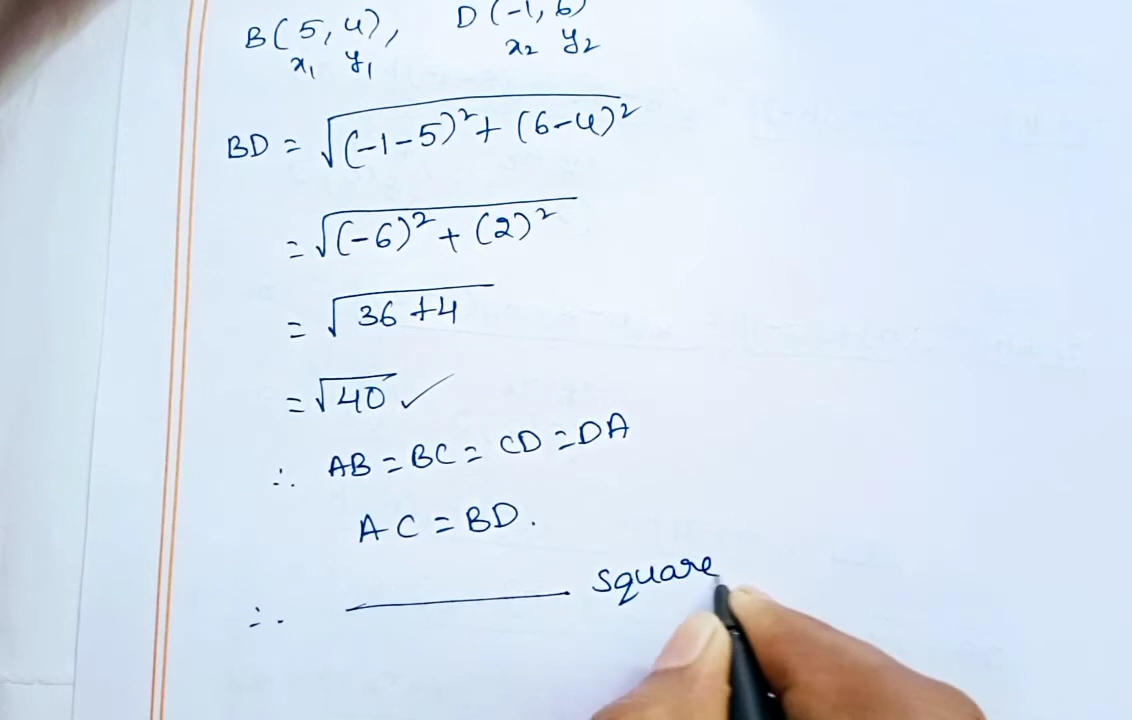 B(5,4), D(-1,6)
x₁ y₁ x₂ y₂
BD = √(-1-5)² + (6-4)²
= √(-6)² + (2)²
= √36+4
= √40 ✓
∴ AB = BC = CD = DA
AC = BD.
∴ ———— square